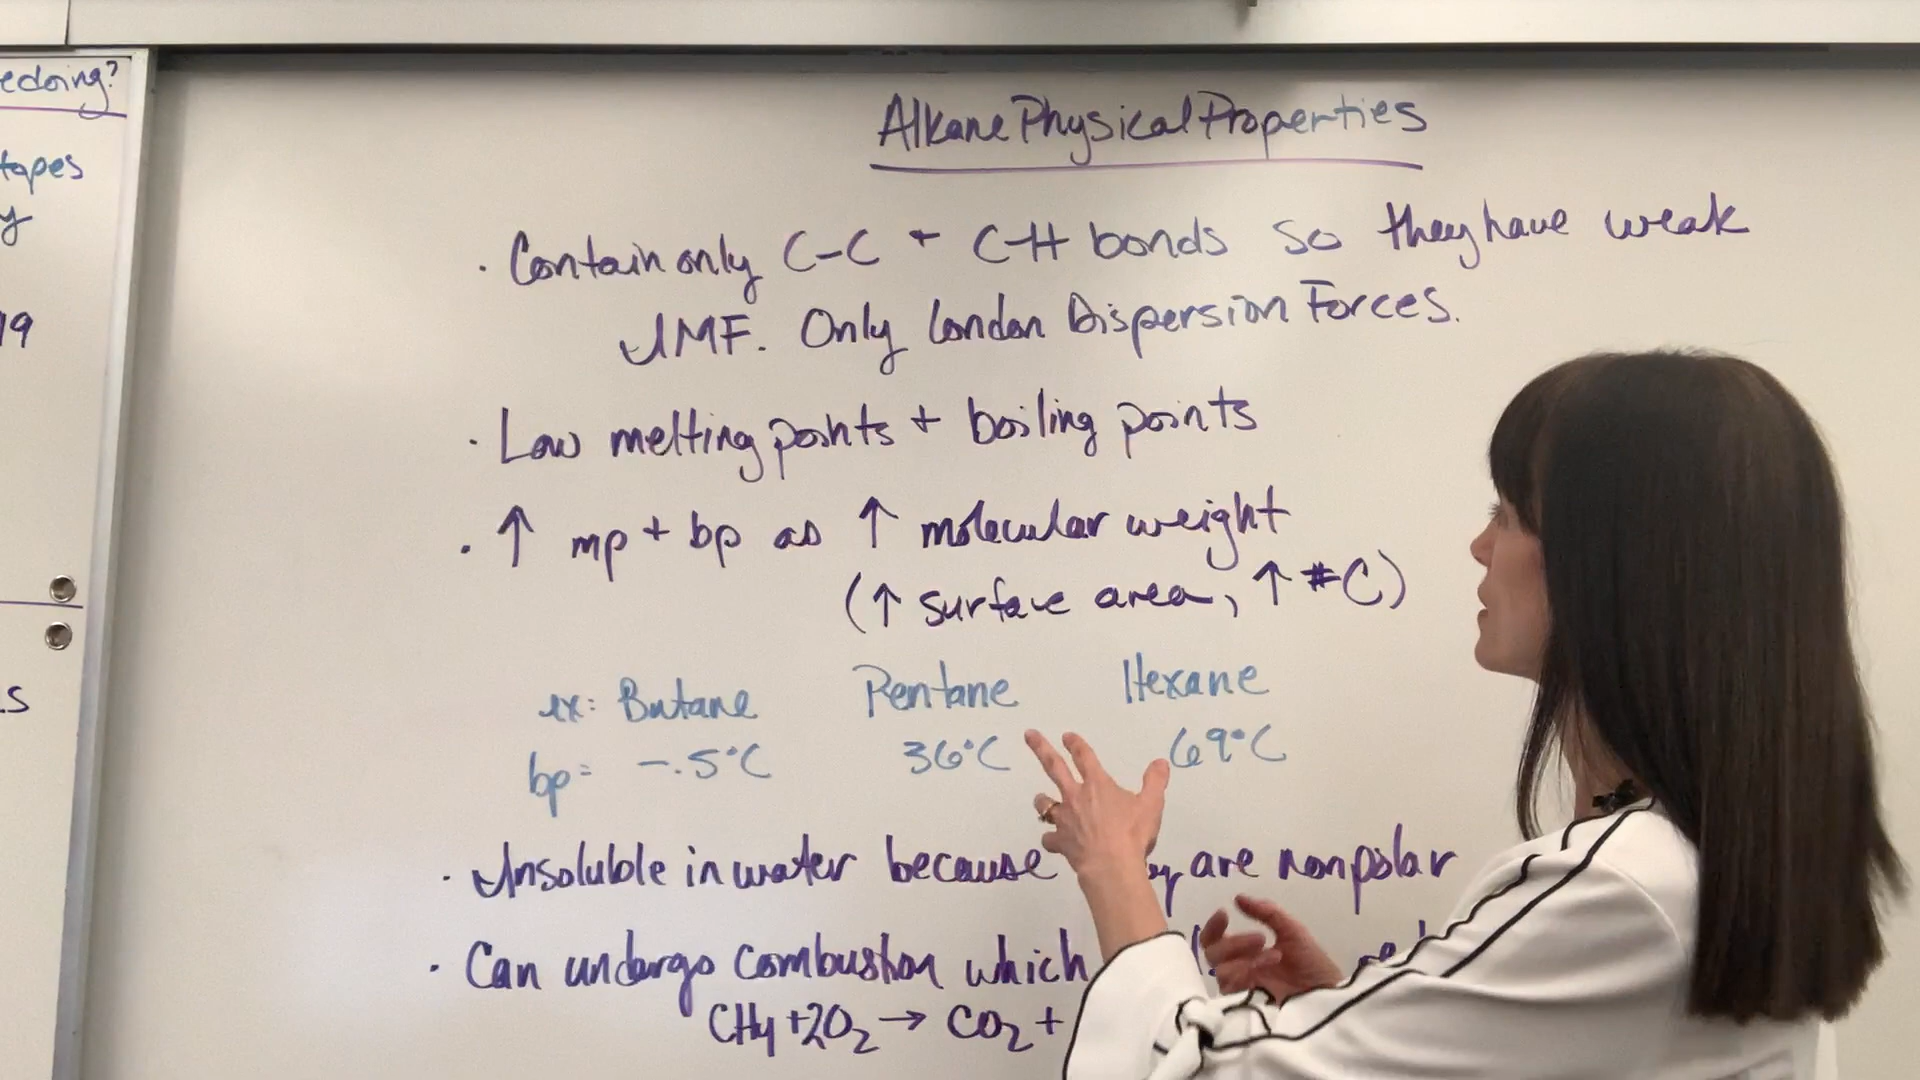 edoing?
tapes
y
19
s
Alkane Physical Properties
· Contain only C-C + C-H bonds so they have weak
IMF. Only London Dispersion Forces.
· Low melting points + boiling points
· ↑ mp + bp as ↑ molecular weight
(↑ surface area, ↑ #C)
ex: Butane Pentane Hexane
bp= -.5°C 36°C 69°C
· Insoluble in water because are nonpolar
· Can undergo combustion which
CH4 + 2O2 → CO2 +